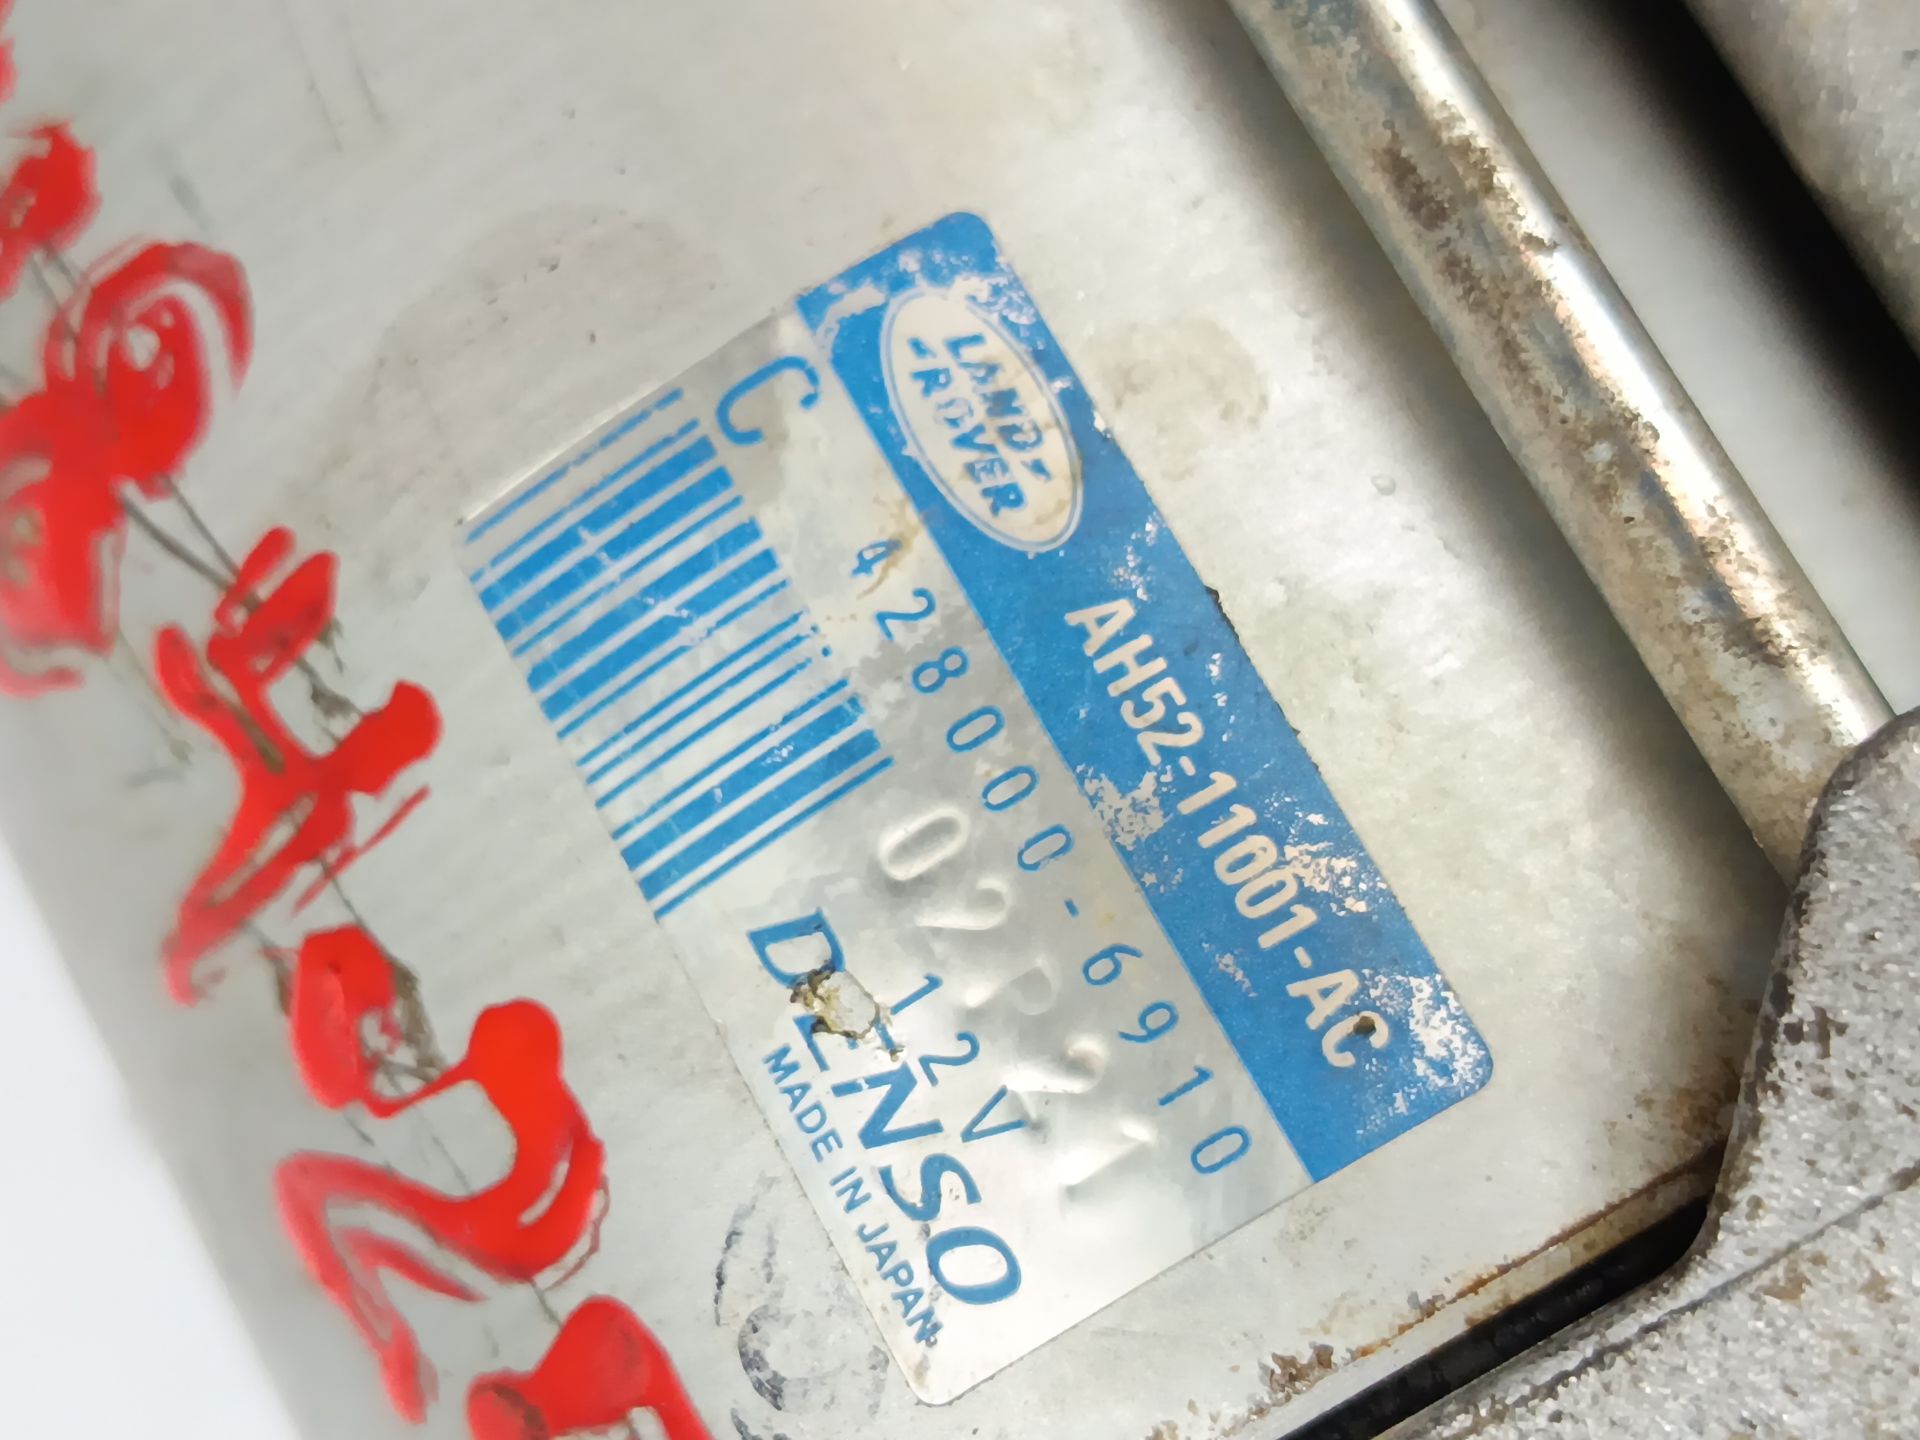 LAND-
-ROVER
AH52-11001-AC
C
428000-6910
02P21
12V
DENSO
MADE IN JAPAN